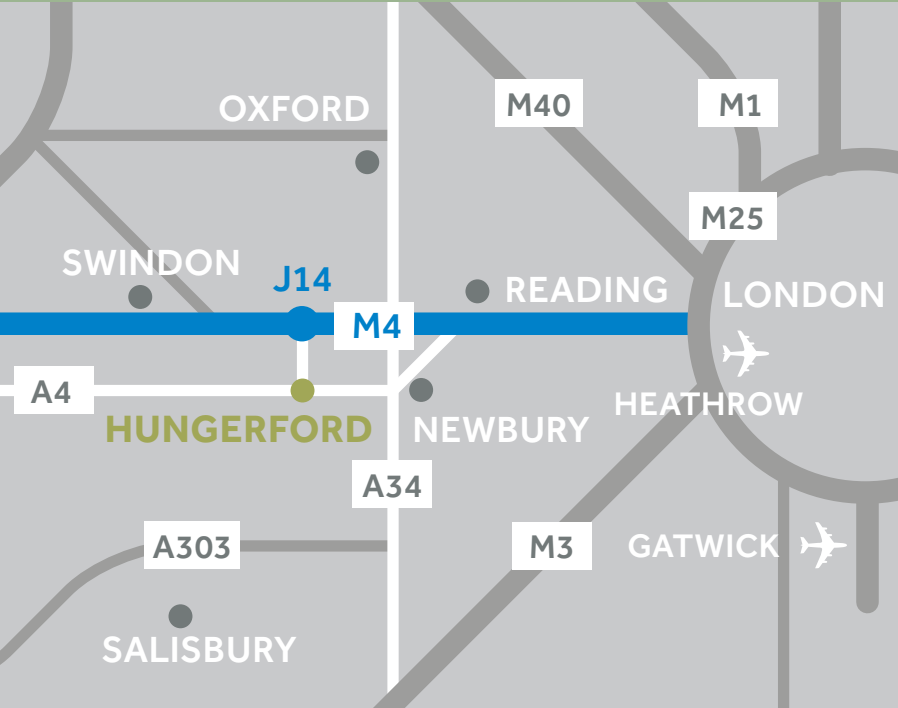 OXFORD
M40
M1
M25
SWINDON
J14
READING
LONDON
M4
A4
HEATHROW
HUNGERFORD
NEWBURY
A34
A303
M3
GATWICK
SALISBURY